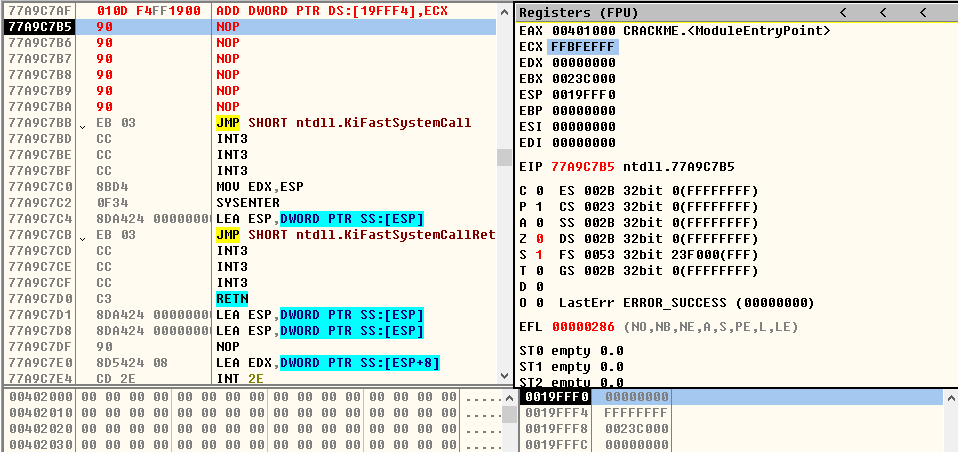 77A9C7AF 010D F4FF1900 ADD DWORD PTR DS:[19FFF4],ECX
77A9C7B5 90 NOP
77A9C7B6 90 NOP
77A9C7B7 90 NOP
77A9C7B8 90 NOP
77A9C7B9 90 NOP
77A9C7BA 90 NOP
77A9C7BB EB 03 JMP SHORT ntdll.KiFastSystemCall
77A9C7BD CC INT3
77A9C7BE CC INT3
77A9C7BF CC INT3
77A9C7C0 8BD4 MOV EDX,ESP
77A9C7C2 0F34 SYSENTER
77A9C7C4 8DA424 00000000 LEA ESP,DWORD PTR SS:[ESP]
77A9C7CB EB 03 JMP SHORT ntdll.KiFastSystemCallRet
77A9C7CD CC INT3
77A9C7CE CC INT3
77A9C7CF CC INT3
77A9C7D0 C3 RETN
77A9C7D1 8DA424 00000000 LEA ESP,DWORD PTR SS:[ESP]
77A9C7D8 8DA424 00000000 LEA ESP,DWORD PTR SS:[ESP]
77A9C7DF 90 NOP
77A9C7E0 8D5424 08 LEA EDX,DWORD PTR SS:[ESP+8]
77A9C7E4 CD 2E INT 2E
Registers (FPU) < < <
EAX 00401000 CRACKME.<ModuleEntryPoint>
ECX FFBFEFFF
EDX 00000000
EBX 0023C000
ESP 0019FFF0
EBP 00000000
ESI 00000000
EDI 00000000
EIP 77A9C7B5 ntdll.77A9C7B5
C 0 ES 002B 32bit 0(FFFFFFFF)
P 1 CS 0023 32bit 0(FFFFFFFF)
A 0 SS 002B 32bit 0(FFFFFFFF)
Z 0 DS 002B 32bit 0(FFFFFFFF)
S 1 FS 0053 32bit 23F000(FFF)
T 0 GS 002B 32bit 0(FFFFFFFF)
D 0
O 0 LastErr ERROR_SUCCESS (00000000)
EFL 00000286 (NO,NB,NE,A,S,PE,L,LE)
ST0 empty 0.0
ST1 empty 0.0
ST2 empty 0.0
00402000 00 00 00 00 00 00 00 00 00 00 00 00 00 00 00 00 .....
00402010 00 00 00 00 00 00 00 00 00 00 00 00 00 00 00 00 .....
00402020 00 00 00 00 00 00 00 00 00 00 00 00 00 00 00 00 .....
00402030 00 00 00 00 00 00 00 00 00 00 00 00 00 00 00 00 .....
0019FFF0 00000000
0019FFF4 FFFFFFFF
0019FFF8 0023C000
0019FFFC 00000000